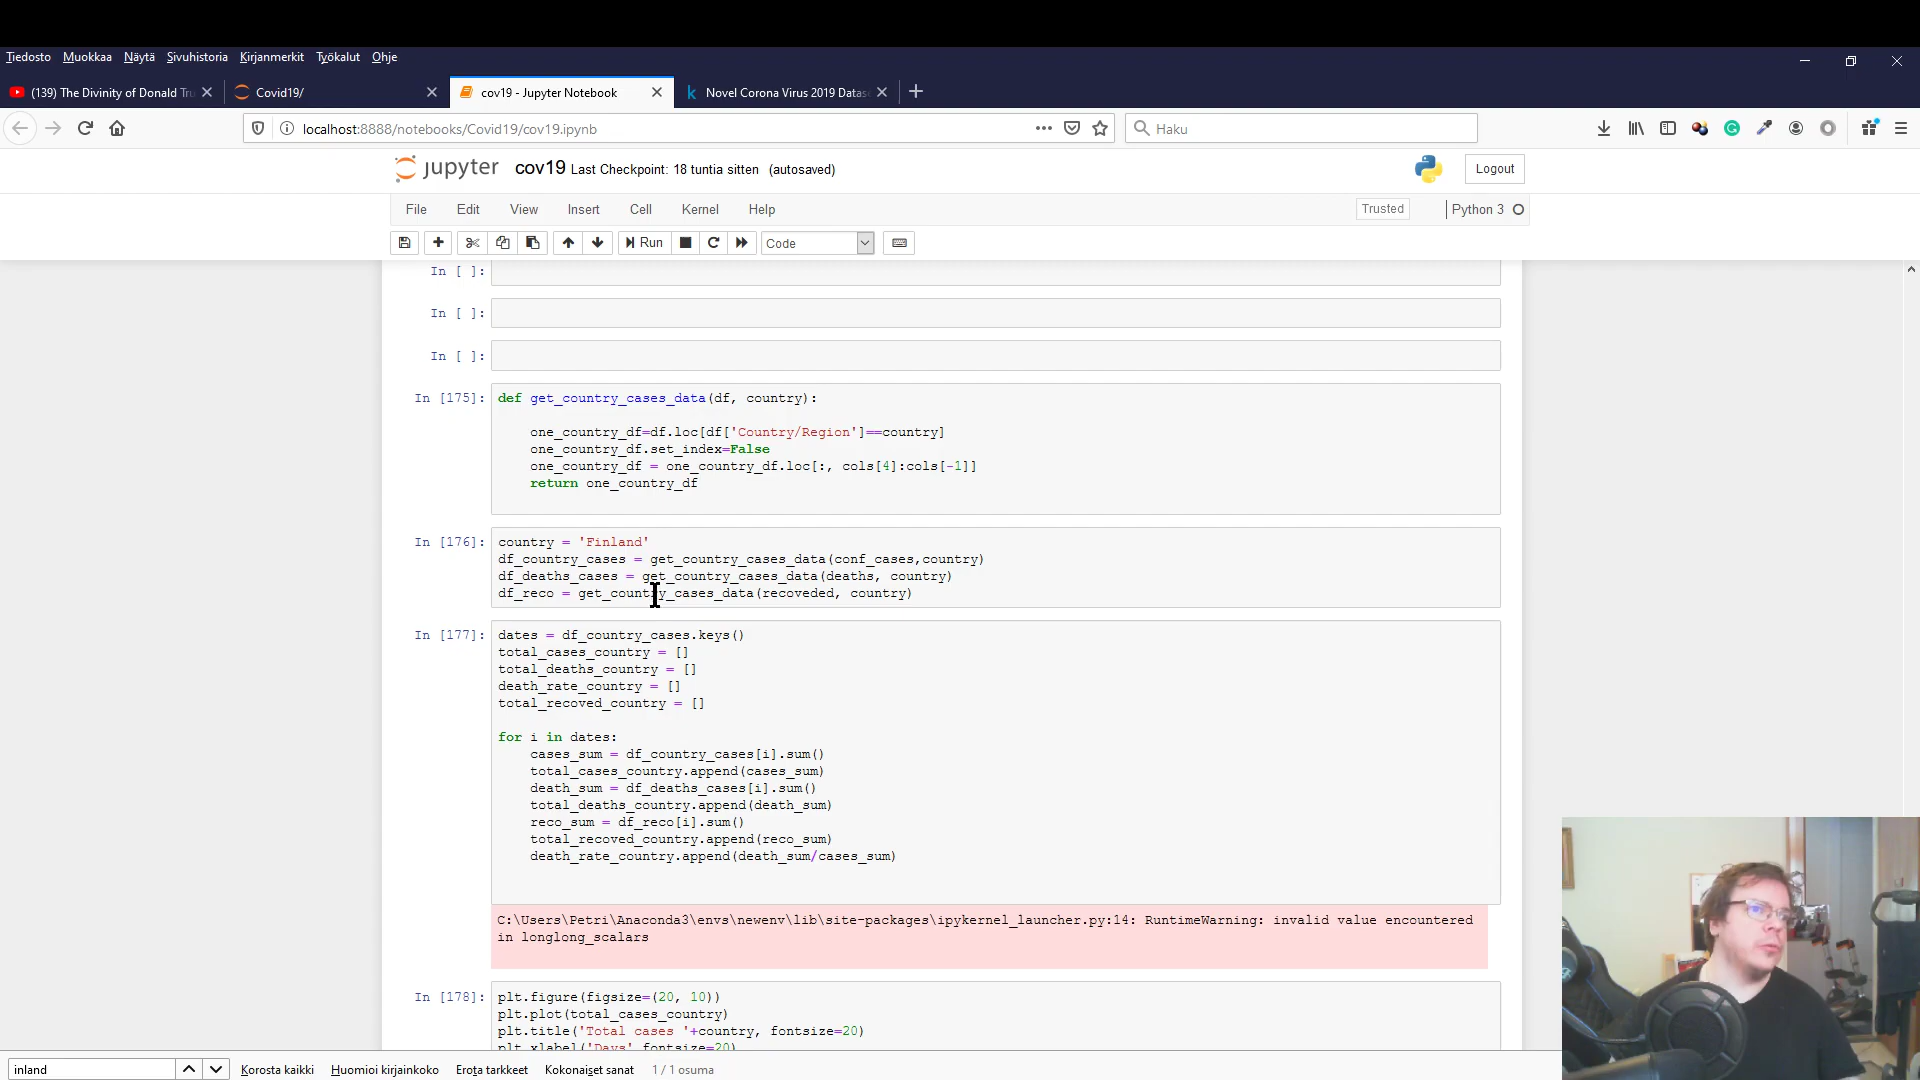 Tiedosto Muokkaa Näytä Sivuhistoria Kirjanmerkit Työkalut Ohje
(139) The Divinity of Donald Tru
Covid19/
cov19 - Jupyter Notebook
Novel Corona Virus 2019 Datas
localhost:8888/notebooks/Covid19/cov19.ipynb
Haku
jupyter cov19 Last Checkpoint: 18 tuntia sitten (autosaved)
Logout
File Edit View Insert Cell Kernel Help
Trusted
Python 3
Run
Code
In [ ]:
In [ ]:
In [ ]:
In [175]:
def get_country_cases_data(df, country):
one_country_df=df.loc[df['Country/Region']==country]
one_country_df.set_index=False
one_country_df = one_country_df.loc[:, cols[4]:cols[-1]]
return one_country_df
In [176]:
country = 'Finland'
df_country_cases = get_country_cases_data(conf_cases,country)
df_deaths_cases = get_country_cases_data(deaths, country)
df_reco = get_country_cases_data(recoveded, country)
In [177]:
dates = df_country_cases.keys()
total_cases_country = []
total_deaths_country = []
death_rate_country = []
total_recoved_country = []
for i in dates:
cases_sum = df_country_cases[i].sum()
total_cases_country.append(cases_sum)
death_sum = df_deaths_cases[i].sum()
total_deaths_country.append(death_sum)
reco_sum = df_reco[i].sum()
total_recoved_country.append(reco_sum)
death_rate_country.append(death_sum/cases_sum)
C:\Users\Petri\Anaconda3\envs\newenv\lib\site-packages\ipykernel_launcher.py:14: RuntimeWarning: invalid value encountered
in longlong_scalars
In [178]:
plt.figure(figsize=(20, 10))
plt.plot(total_cases_country)
plt.title('Total cases '+country, fontsize=20)
plt.xlabel('Days',fontsize=20)
inland
Korosta kaikki Huomioi kirjainkoko Erota tarkkeet Kokonaiset sanat 1/1 osuma